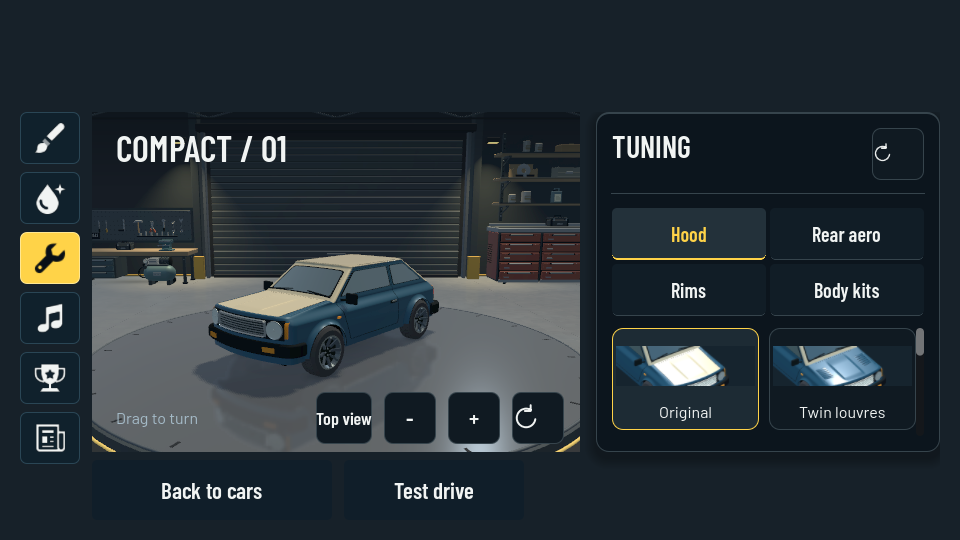 COMPACT / 01
Drag to turn
Top view
-
+
Back to cars
Test drive
TUNING
Hood
Rear aero
Rims
Body kits
Original
Twin louvres